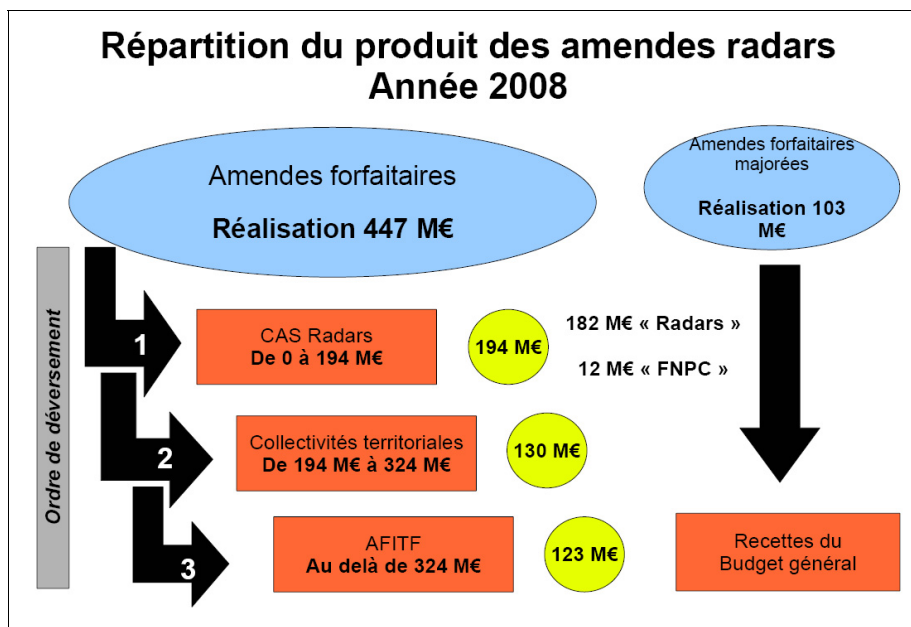 Répartition du produit des amendes radars
Année 2008
Amendes forfaitaires
Réalisation 447 M€
Amendes forfaitaires
majorées
Réalisation 103
M€
Ordre de déversement
1
CAS Radars
De 0 à 194 M€
194 M€
182 M€ « Radars »
12 M€ « FNPC »
2
Collectivités territoriales
De 194 M€ à 324 M€
130 M€
3
AFITF
Au delà de 324 M€
123 M€
Recettes du
Budget général